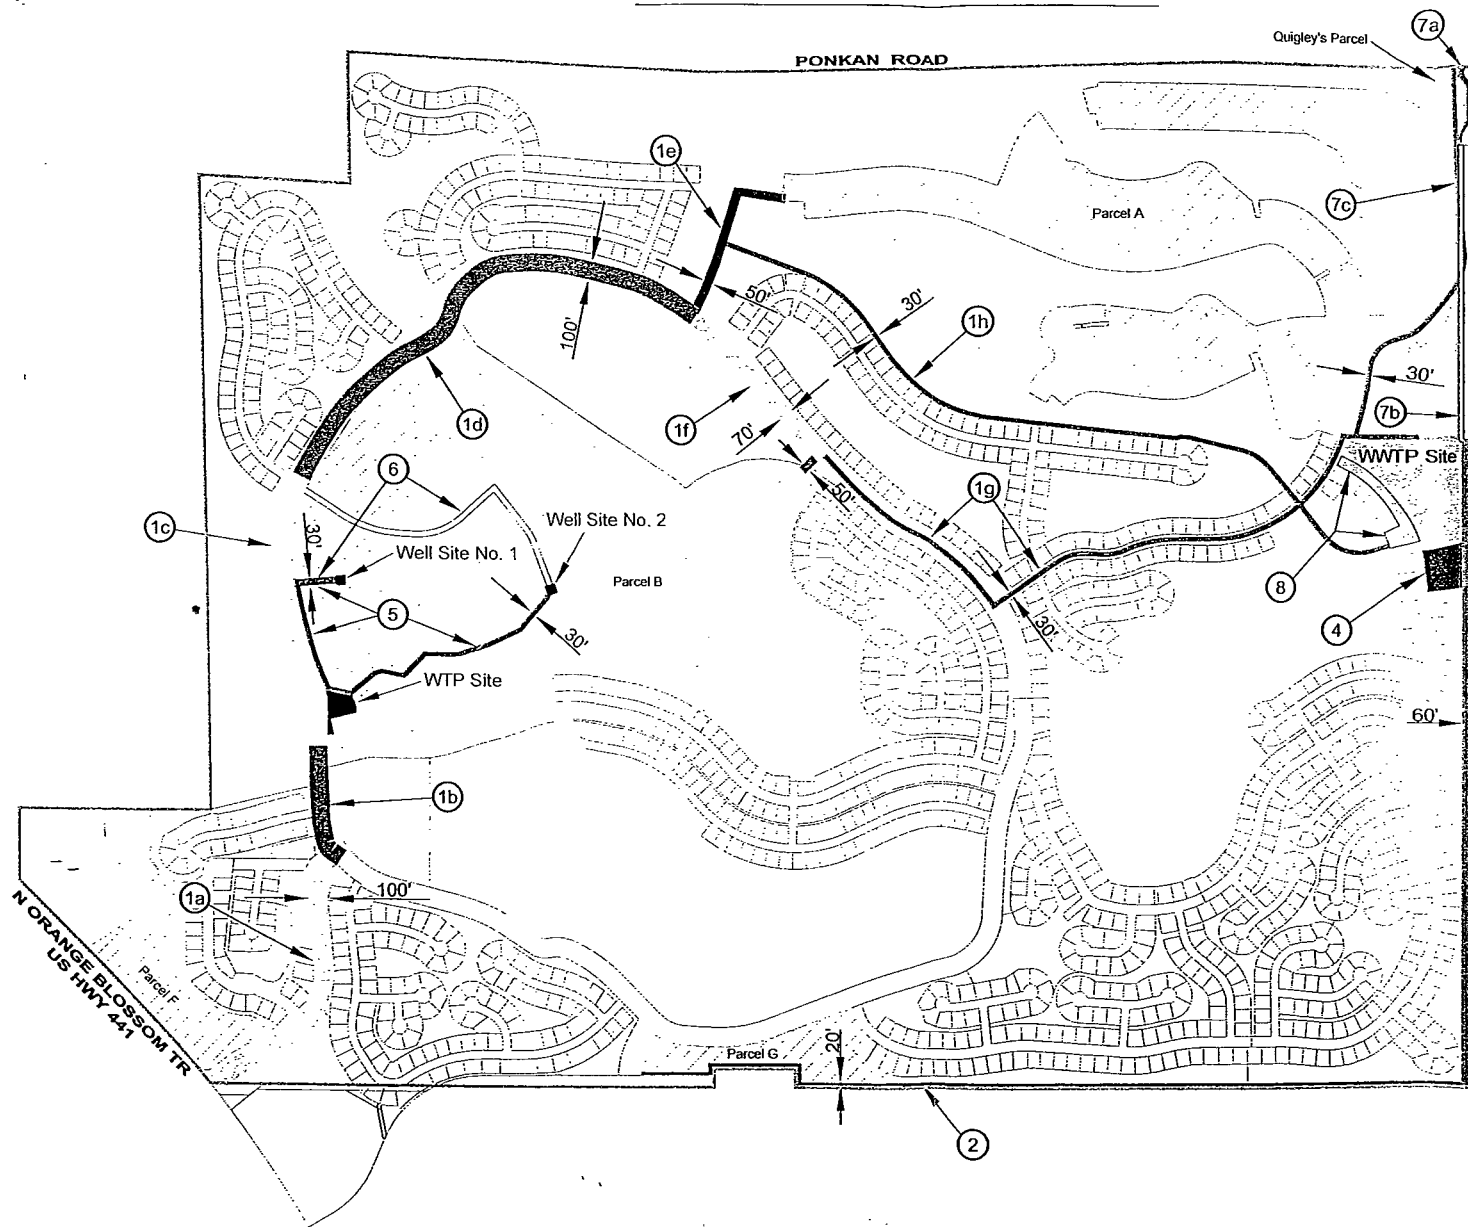 7a
Quigley's Parcel
PONKAN ROAD
1e
7c
Parcel A
50'
30'
1h
100'
30'
7b
1d
1f
70'
WWTP Site
6
50'
1g
1c
30'
Well Site No. 2
Well Site No. 1
Parcel B
8
5
30'
30'
4
WTP Site
60'
1b
1a
100'
N ORANGE BLOSSOM TR
US HWY 441
Parcel F
Parcel G
20'
2